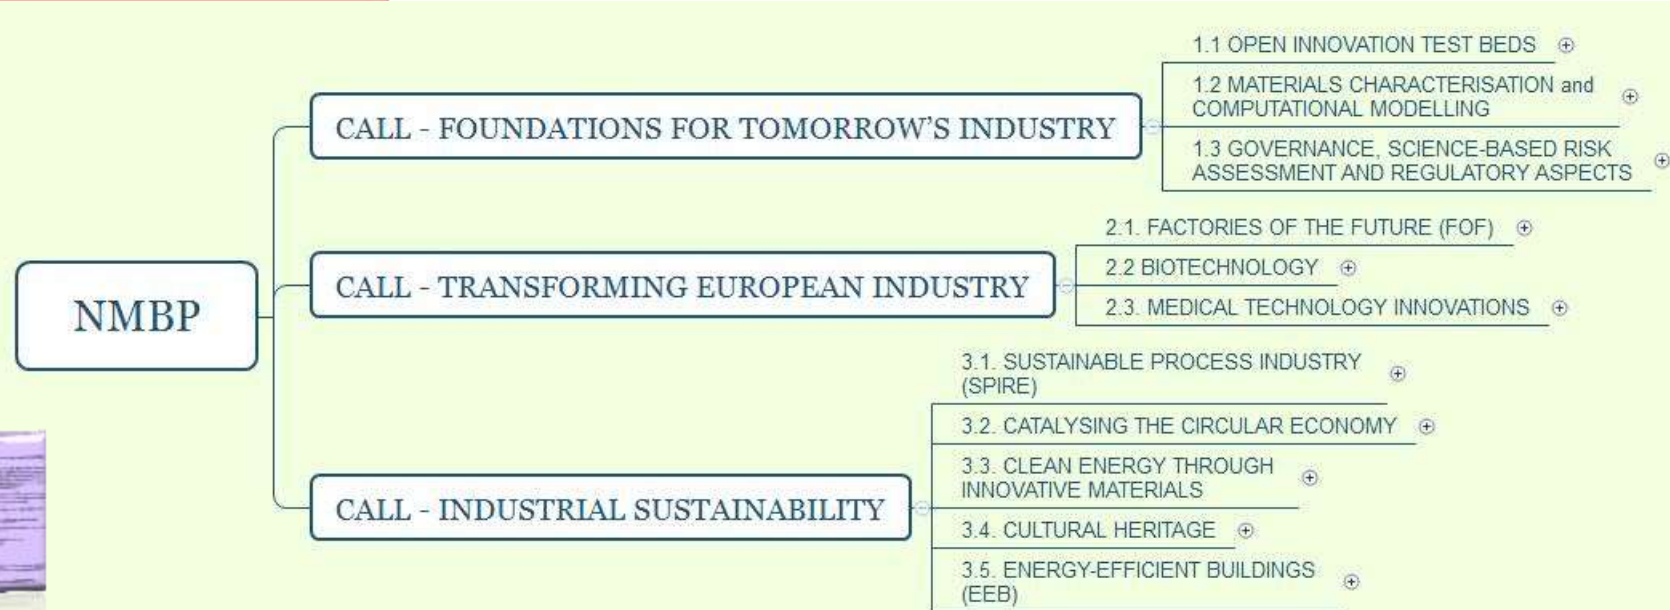 NMBP
CALL - FOUNDATIONS FOR TOMORROW'S INDUSTRY
1.1 OPEN INNOVATION TEST BEDS
1.2 MATERIALS CHARACTERISATION and
COMPUTATIONAL MODELLING
1.3 GOVERNANCE, SCIENCE-BASED RISK
ASSESSMENT AND REGULATORY ASPECTS
CALL - TRANSFORMING EUROPEAN INDUSTRY
2.1. FACTORIES OF THE FUTURE (FOF)
2.2 BIOTECHNOLOGY
2.3. MEDICAL TECHNOLOGY INNOVATIONS
CALL - INDUSTRIAL SUSTAINABILITY
3.1. SUSTAINABLE PROCESS INDUSTRY
(SPIRE)
3.2. CATALYSING THE CIRCULAR ECONOMY
3.3. CLEAN ENERGY THROUGH
INNOVATIVE MATERIALS
3.4. CULTURAL HERITAGE
3.5. ENERGY-EFFICIENT BUILDINGS
(EEB)